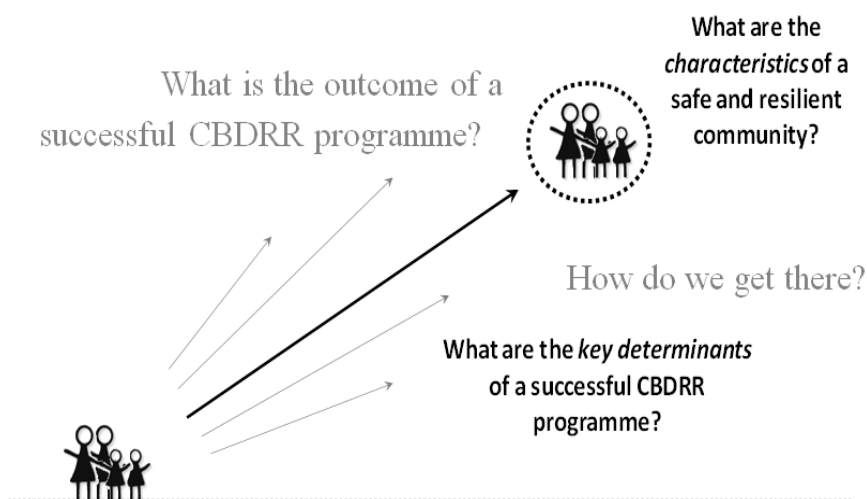 What are the
characteristics of a
safe and resilient
community?
What is the outcome of a
successful CBDRR programme?
How do we get there?
What are the key determinants
of a successful CBDRR
programme?